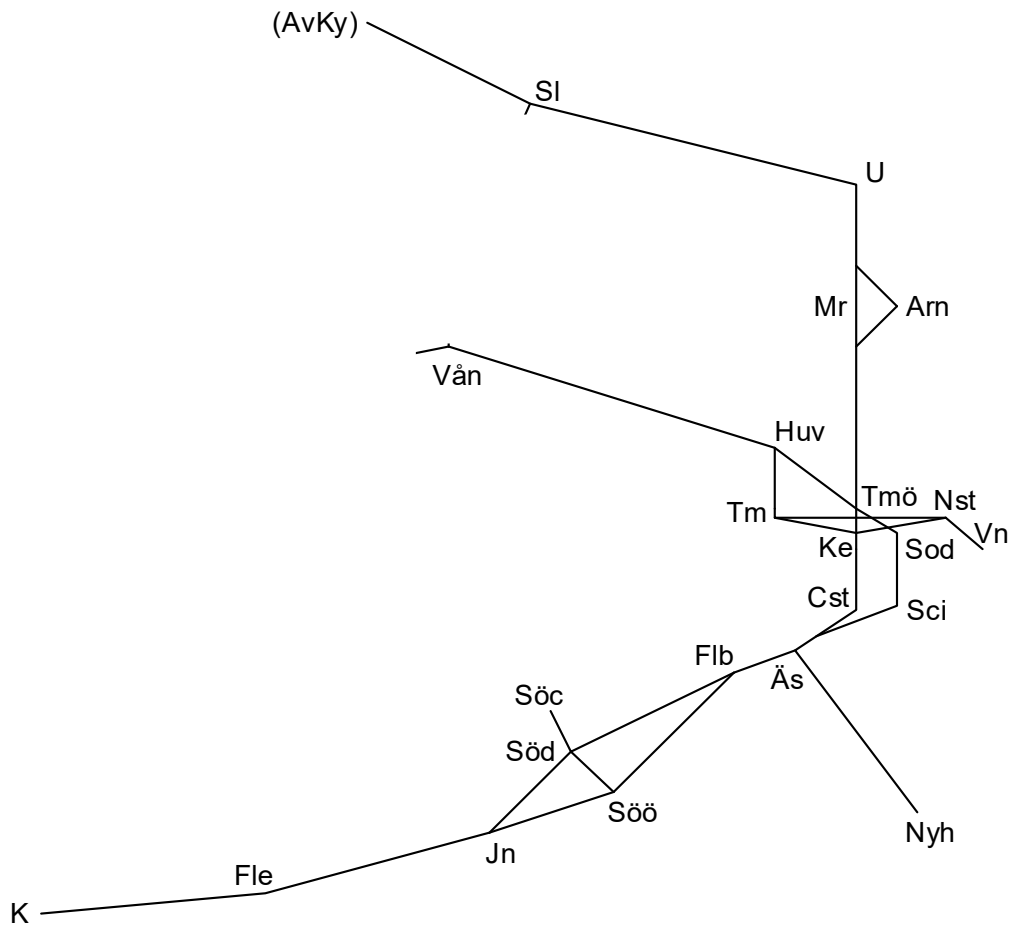 (AvKy)
Sl
U
Mr
Arn
Vån
Huv
Tmö
Nst
Tm
Vn
Ke
Sod
Cst
Sci
Flb
Äs
Söc
Söd
Söö
Nyh
Jn
Fle
K